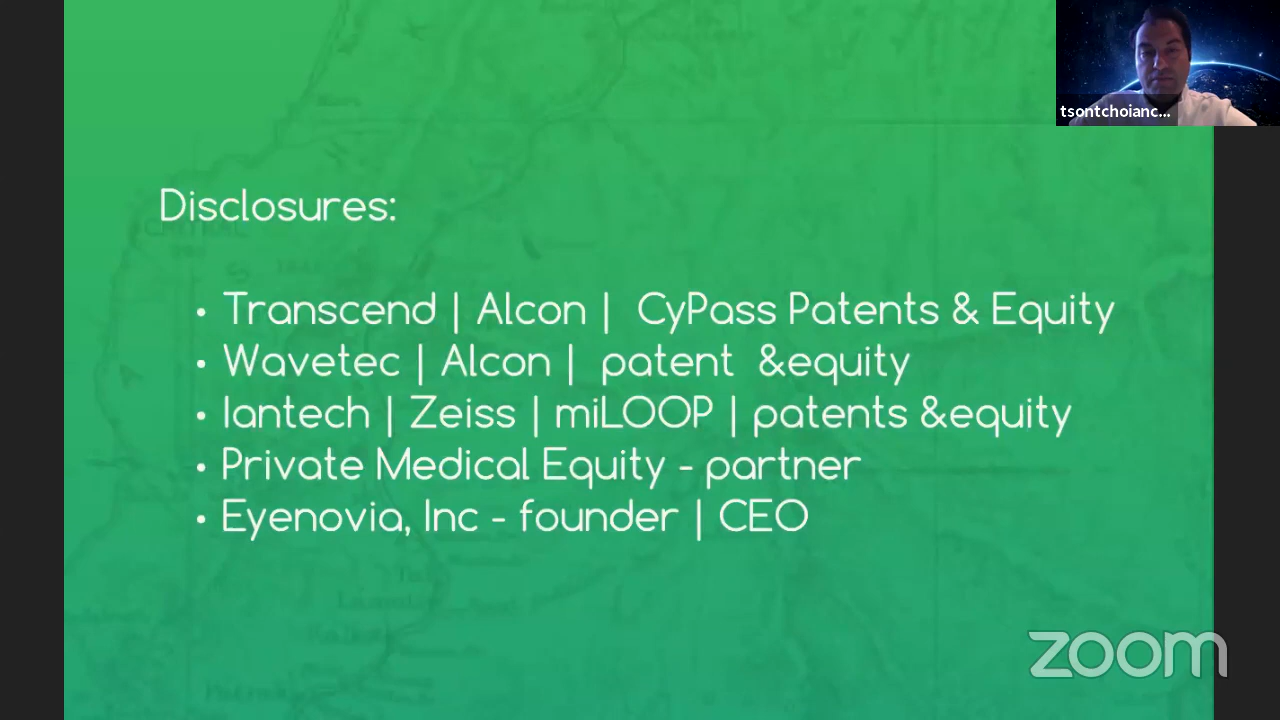 tsontchoianc...
Disclosures:
• Transcend | Alcon | CyPass Patents & Equity
• Wavetec | Alcon | patent &equity
• Iantech | Zeiss | miLOOP | patents &equity
• Private Medical Equity - partner
• Eyenovia, Inc - founder | CEO
zoom